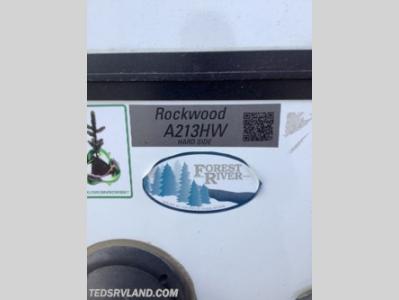 Rockwood
A213HW
HARD SIDE
FOREST
RIVER
TEDSRVLAND.COM